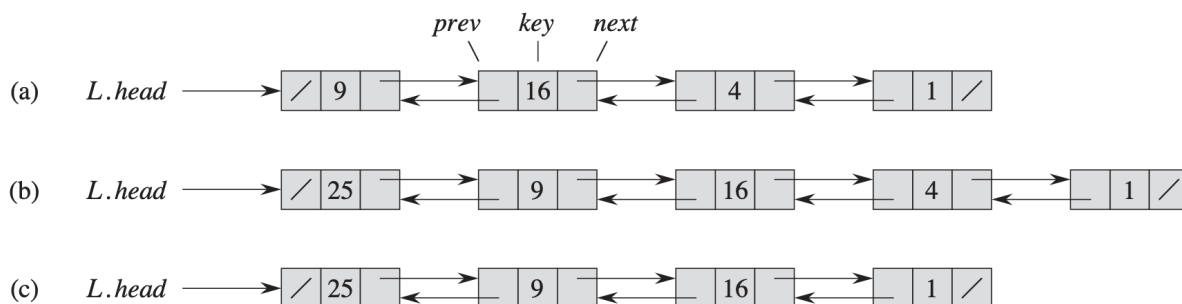 prev key next
(a) L.head / 9 16 4 1 /
(b) L.head / 25 9 16 4 1 /
(c) L.head / 25 9 16 1 /